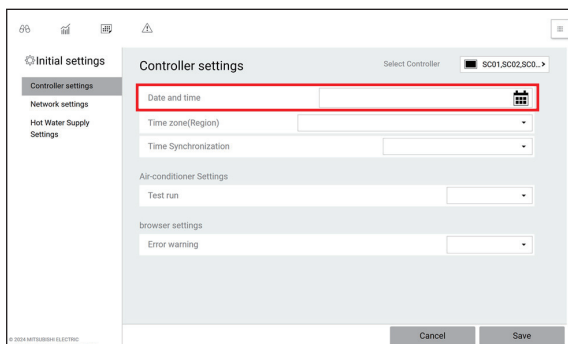 Initial settings
Controller settings
Network settings
Hot Water Supply
Settings
Controller settings
Select Controller
SC01,SC02,SC0..
Date and time
Time zone(Region)
Time Synchronization
Air-conditioner Settings
Test run
browser settings
Error warning
Cancel
Save
© 2024 MITSUBISHI ELECTRIC